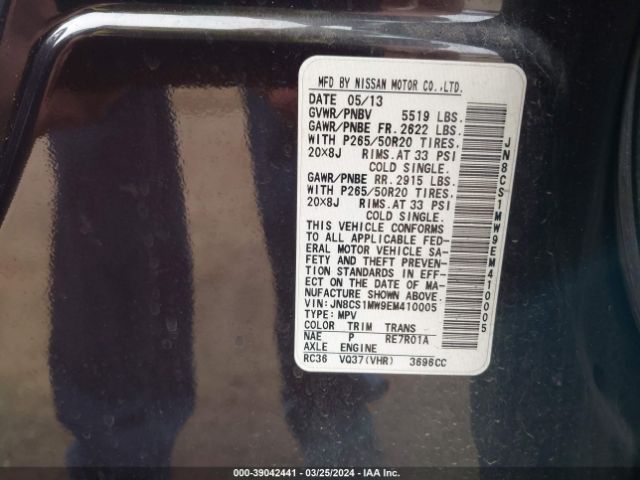 MFD BY NISSAN MOTOR CO.,LTD.
DATE 05/13
GVWR/PNBV 5519 LBS.
GAWR/PNBE FR.2622 LBS.
WITH P265/50R20 TIRES,
20X8J RIMS.AT 33 PSI
COLD SINGLE.
GAWR/PNBE RR.2915 LBS.
WITH P265/50R20 TIRES,
20X8J RIMS.AT 33 PSI
COLD SINGLE.
THIS VEHICLE CONFORMS
TO ALL APPLICABLE FED-
ERAL MOTOR VEHICLE SA-
FETY AND THEFT PREVEN-
TION STANDARDS IN EFF-
ECT ON THE DATE OF MA-
NUFACTURE SHOWN ABOVE.
VIN:JN8CS1MW9EM410005
TYPE:MPV
COLOR TRIM TRANS
NAE P RE7R01A
AXLE ENGINE
RC36 VQ37(VHR) 3696CC
JN8CS1MW9EM410005
000-39042441 - 03/25/2024 - IAA Inc.